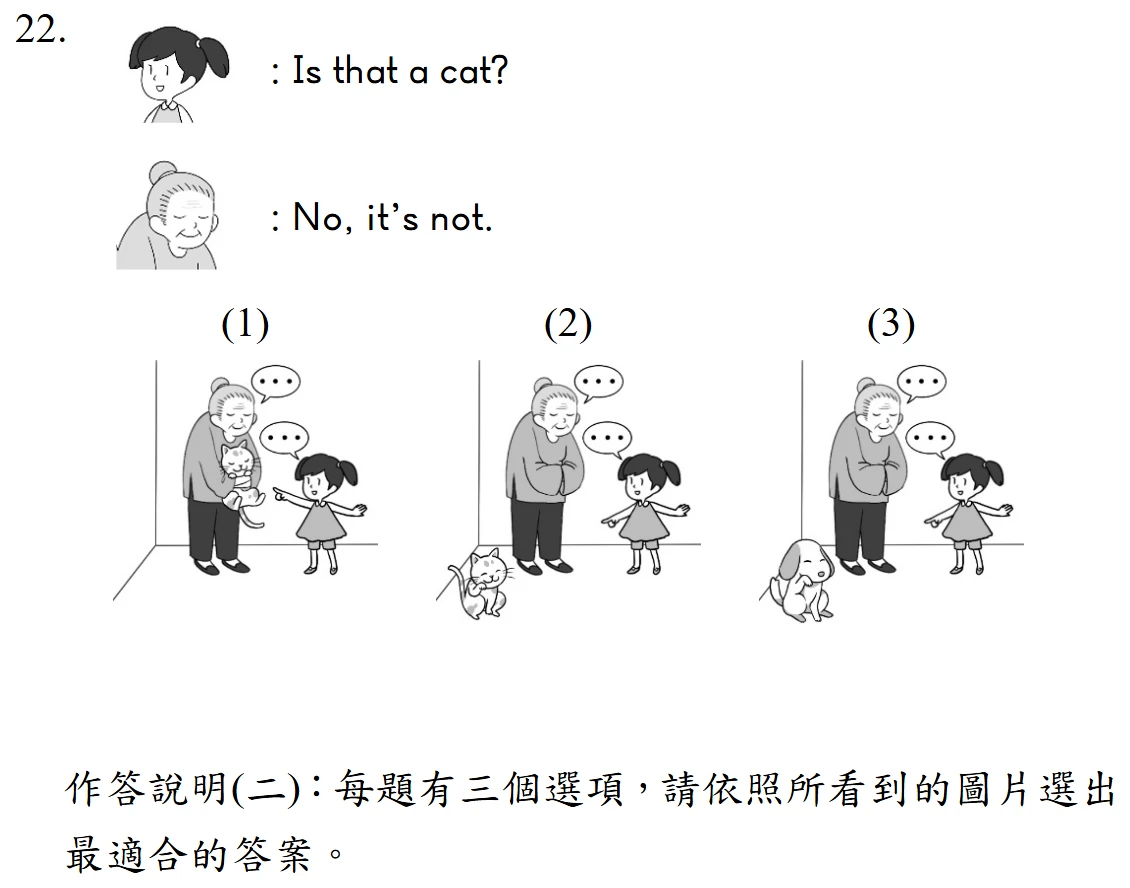 22.
: Is that a cat?
: No, it's not.
(1) (2) (3)
作答說明(二)：每題有三個選項，請依照所看到的圖片選出
最適合的答案。